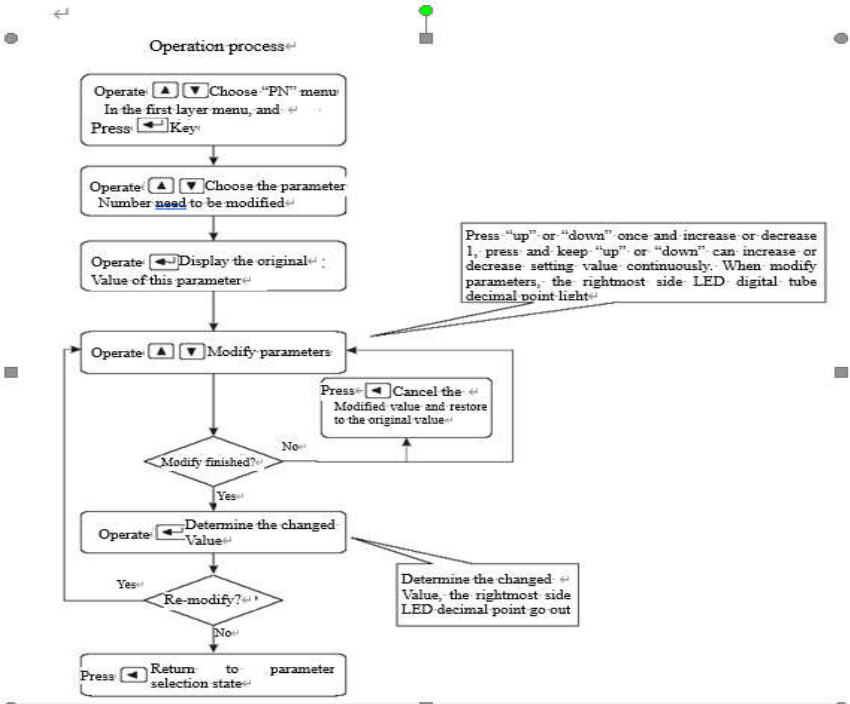 Operation process
Operate ▲ ▼ Choose “PN” menu
In the first layer menu, and
Press ↵ Key
Operate ▲ ▼ Choose the parameter
Number need to be modified
Operate ↵ Display the original :
Value of this parameter
Press “up” or “down” once and increase or decrease
1, press and keep “up” or “down” can increase or
decrease setting value continuously. When modify
parameters, the rightmost side LED digital tube
decimal point light
Operate ▲ ▼ Modify parameters
Press ◄ Cancel the
Modified value and restore
to the original value
No
Modify finished?
Yes
Operate ↵ Determine the changed
Value
Determine the changed
Value, the rightmost side
LED decimal point go out
Yes
Re-modify?
No
Press ◄ Return to parameter
selection state